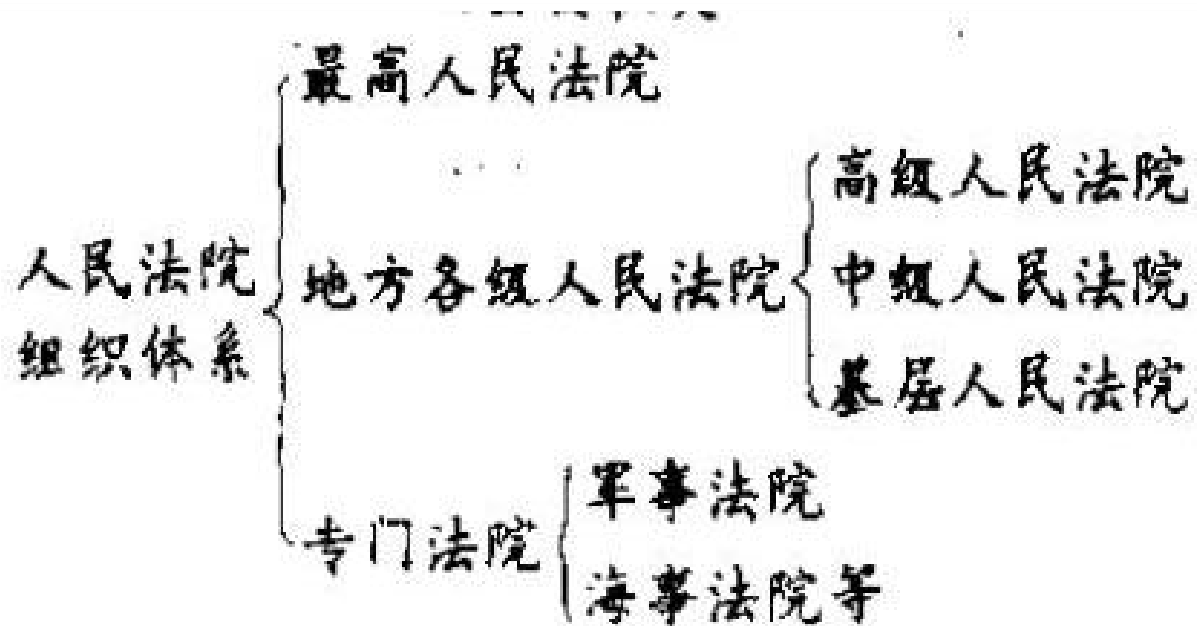 最高人民法院
高级人民法院
人民法院
组织体系
地方各级人民法院
中级人民法院
基层人民法院
专门法院
军事法院
海事法院等